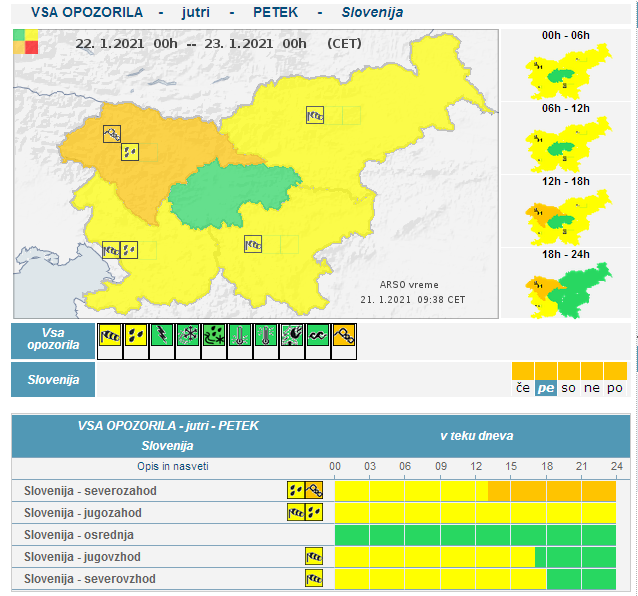 VSA OPOZORILA - jutri - PETEK - Slovenija
22. 1.2021 00h -- 23. 1.2021 00h (CET)
00h - 06h
06h - 12h
12h - 18h
18h - 24h
ARSO vreme
21. 1.2021 09:38 CET
Vsa
opozorila
Slovenija
če pe so ne po
VSA OPOZORILA - jutri - PETEK
Slovenija
v teku dneva
Opis in nasveti
00 03 06 09 12 15 18 21 24
Slovenija - severozahod
Slovenija - jugozahod
Slovenija - osrednja
Slovenija - jugovzhod
Slovenija - severovzhod